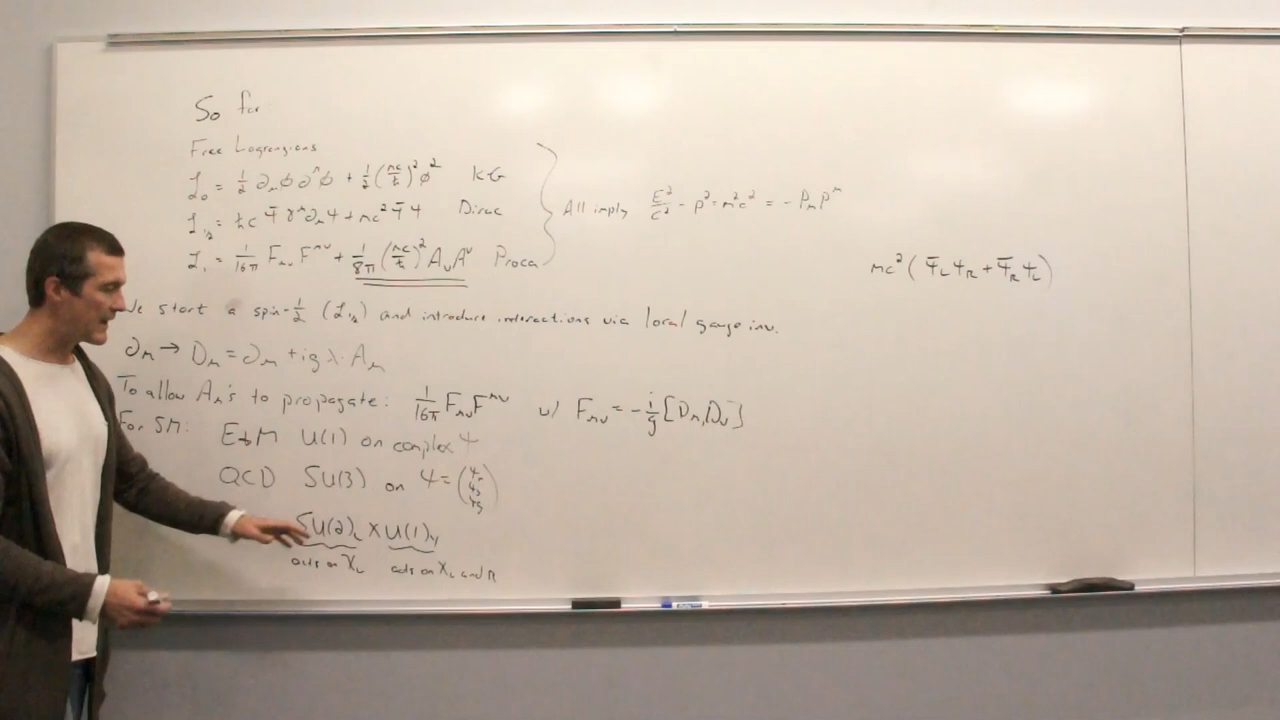 So far
Free Lagrangians
ℒ₀ = ½ ∂_μ φ ∂^μ φ + ½ (mc/ħ)² φ² KG
ℒ_½ = ħc ψ̄ γ^μ ∂_μ ψ + mc² ψ̄ ψ Dirac
ℒ₁ = 1/16π F_μν F^μν + 1/8π (mc/ħ)² A_ν A^ν Proca
All imply E²/c² - p² = m²c² = - P_μ P^μ
mc² ( ψ̄_L ψ_R + ψ̄_R ψ_L )
We start a spin-½ (ℒ_½) and introduce interactions via local gauge inv.
∂_μ → D_μ = ∂_μ + ig λ · A_μ
To allow A_μ's to propagate: 1/16π F_μν F^μν w/ F_μν = - i/g [D_μ, D_ν]
For SM: E+M U(1) on complex ψ
QCD SU(3) on ψ = (ψ_r ψ_b ψ_g)
SU(2)_L × U(1)_Y
acts on χ_L acts on χ_L and R